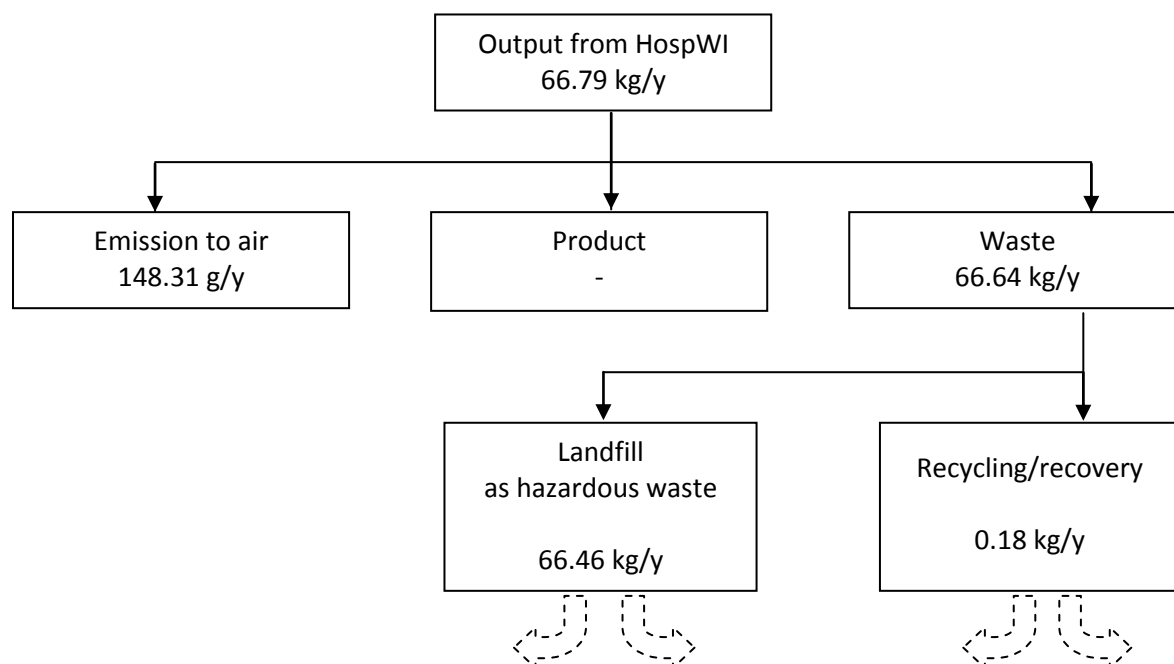 Output from HospWI
66.79 kg/y
Emission to air
148.31 g/y
Product
-
Waste
66.64 kg/y
Landfill
as hazardous waste
66.46 kg/y
Recycling/recovery
0.18 kg/y